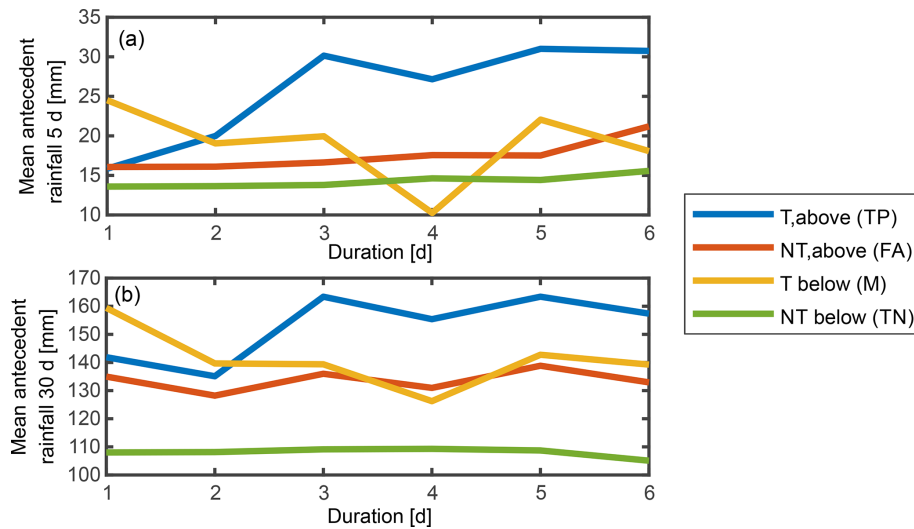 (a)
Mean antecedent
rainfall 5 d [mm]
35
30
25
20
15
10
1 2 3 4 5 6
Duration [d]
(b)
Mean antecedent
rainfall 30 d [mm]
170
160
150
140
130
120
110
100
1 2 3 4 5 6
Duration [d]
T,above (TP)
NT,above (FA)
T below (M)
NT below (TN)